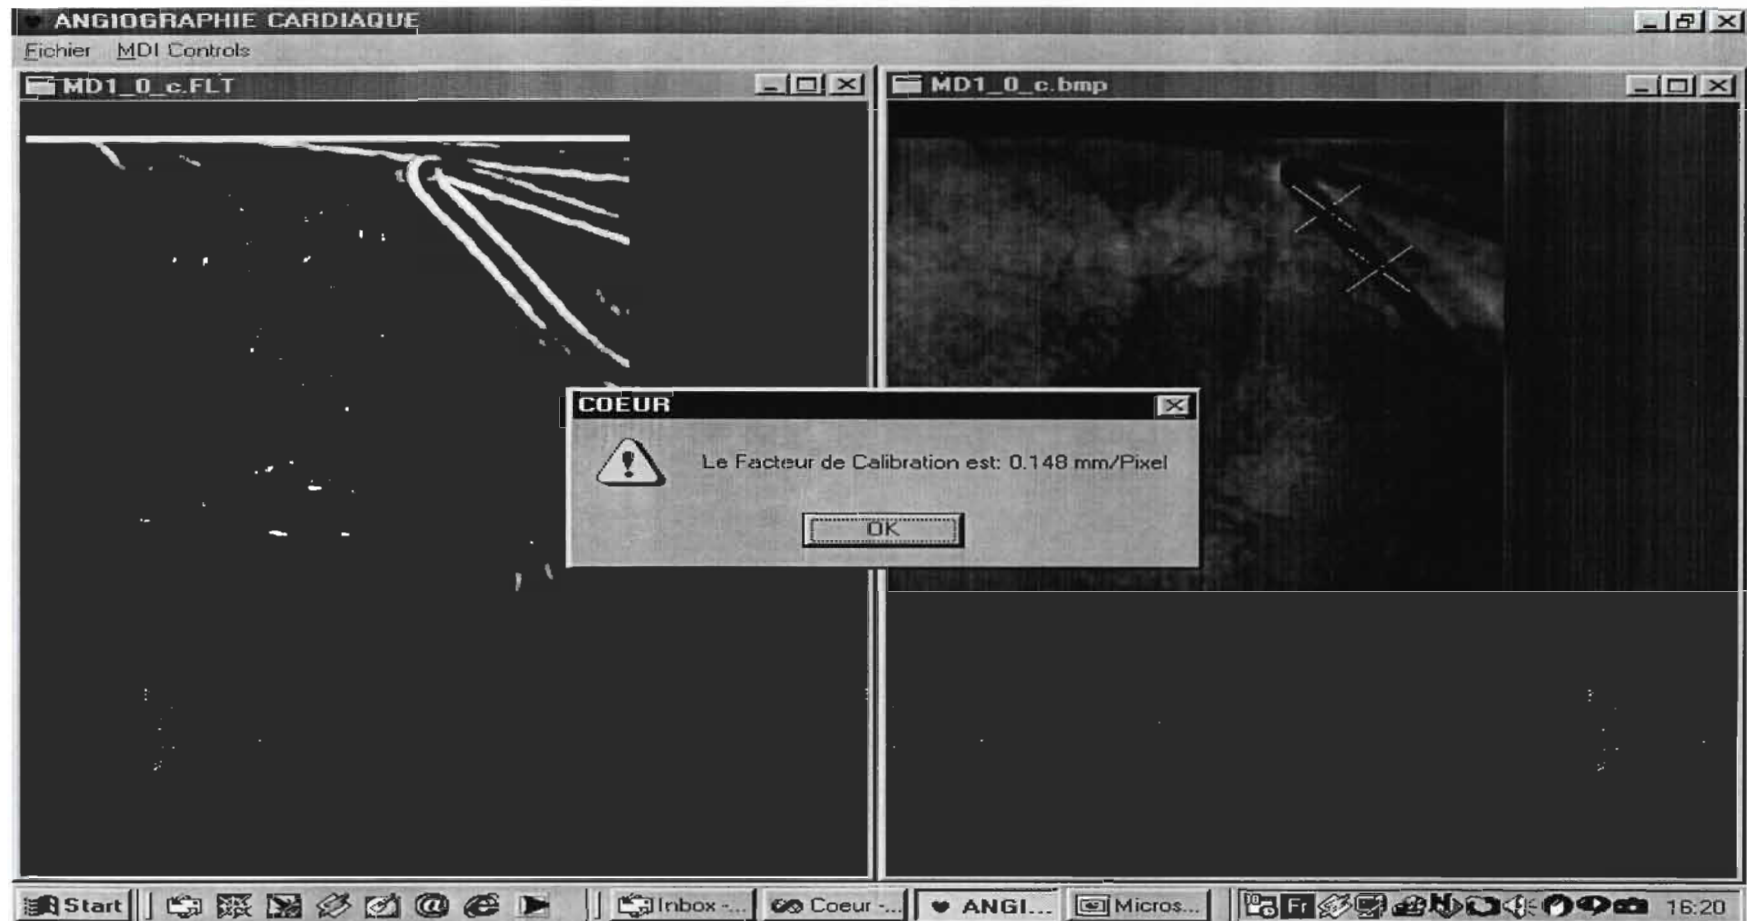 ANGIOGRAPHIE CARDIAQUE
Fichier MDI Controls
MD1_0_c.FLT
MD1_0_c.bmp
COEUR
Le Facteur de Calibration est: 0.148 mm/Pixel
OK
Start
Inbox -...
Coeur -...
ANGI...
Micros...
Fr
16:20